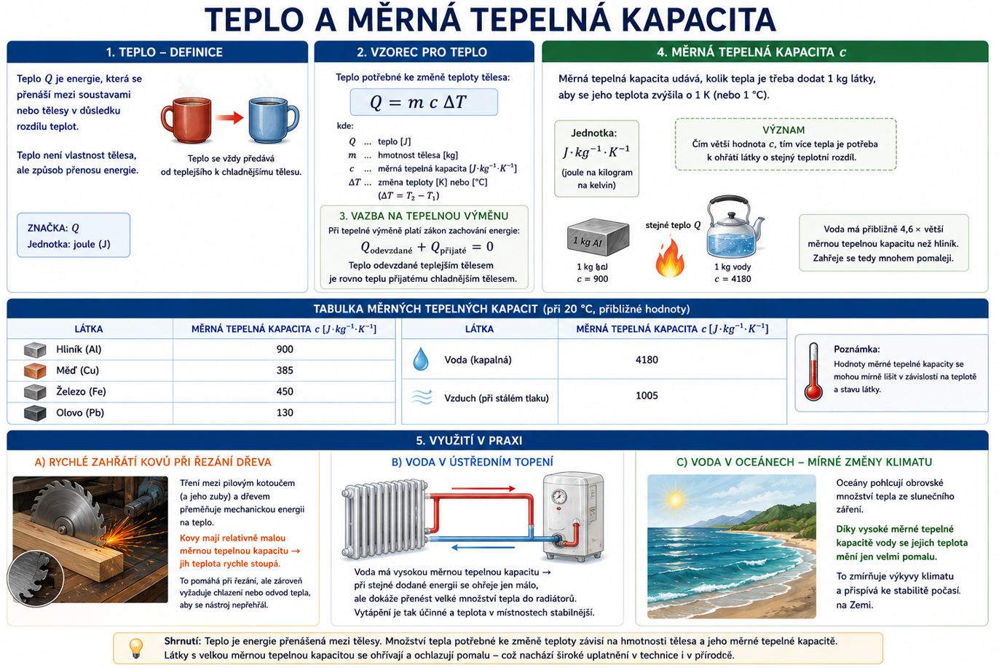 TEPLO A MĚRNÁ TEPELNÁ KAPACITA
1. TEPLO – DEFINICE
Teplo Q je energie, která se
přenáší mezi soustavami
nebo tělesy v důsledku
rozdílu teplot.
Teplo není vlastnost tělesa,
ale způsob přenosu energie.
Teplo se vždy předává
od teplejšího k chladnějšímu tělesu.
ZNAČKA: Q
Jednotka: joule (J)
2. VZOREC PRO TEPLO
Teplo potřebné ke změně teploty tělesa:
Q = m c ΔT
kde:
Q ... teplo [J]
m ... hmotnost tělesa [kg]
c ... měrná tepelná kapacita [J·kg⁻¹·K⁻¹]
ΔT ... změna teploty [K] nebo [°C]
(ΔT = T₂ − T₁)
3. VAZBA NA TEPELNOU VÝMĚNU
Při tepelné výměně platí zákon zachování energie:
Q odevzdané + Q přijaté = 0
Teplo odevzdané teplejším tělesem
je rovno teplu přijatému chladnějším tělesem.
4. MĚRNÁ TEPELNÁ KAPACITA c
Měrná tepelná kapacita udává, kolik tepla je třeba dodat 1 kg látky,
aby se jeho teplota zvýšila o 1 K (nebo 1 °C).
Jednotka:
J·kg⁻¹·K⁻¹
(joule na kilogram
na kelvin)
VÝZNAM
Čím větší hodnota c, tím více tepla je potřeba
k ohřátí látky o stejný teplotní rozdíl.
1 kg Al
1 kg
c = 900
stejné teplo Q
1 kg vody
c = 4180
Voda má přibližně 4,6 × větší
měrnou tepelnou kapacitu než hliník.
Zahřeje se tedy mnohem pomaleji.
TABULKA MĚRNÝCH TEPELNÝCH KAPACIT (při 20 °C, přibližné hodnoty)
LÁTKA MĚRNÁ TEPELNÁ KAPACITA c [J·kg⁻¹·K⁻¹]
Hliník (Al) 900
Měď (Cu) 385
Železo (Fe) 450
Olovo (Pb) 130
LÁTKA MĚRNÁ TEPELNÁ KAPACITA c [J·kg⁻¹·K⁻¹]
Voda (kapalná) 4180
Vzduch (při stálém tlaku) 1005
Poznámka:
Hodnoty měrné tepelné kapacity se
mohou mírně lišit v závislostí na teplotě
a stavu látky.
5. VYUŽITÍ V PRAXI
A) RYCHLÉ ZAHŘÁTÍ KOVŮ PŘI ŘEZÁNÍ DŘEVA
Tření mezi pilovým kotoučem
(a jeho zuby) a dřevem
přeměňuje mechanickou energii
na teplo.
Kovy mají relativně malou
měrnou tepelnou kapacitu →
jih teplota rychle stoupá.
To pomáhá při řezání, ale zároveň
vyžaduje chlazení nebo odvod tepla,
aby se nástroj nepřehřál.
B) VODA V ÚSTŘEDNÍM TOPENÍ
Voda má vysokou měrnou tepelnou kapacitu →
při stejné dodané energii se ohřeje jen málo,
ale dokáže přenést velké množství tepla do radiátorů.
Vytápění je tak účinné a teplota v místnostech stabilnější.
C) VODA V OCEÁNECH – MÍRNÉ ZMĚNY KLIMATU
Oceány pohlcují obrovské
množství tepla ze slunečního
záření.
Díky vysoké měrné tepelné
kapacitě vody se jejich teplota
mění jen velmi pomalu.
To zmírňuje výkyvy klimatu
a přispívá ke stabilitě počasí.
na Zemi.
Shrnutí: Teplo je energie přenášená mezi tělesy. Množství tepla potřebné ke změně teploty závisí na hmotnosti tělesa a jeho měrné tepelné kapacitě.
Látky s velkou měrnou tepelnou kapacitou se ohřívají a ochlazují pomalu – což nachází široké uplatnění v technice i v přírodě.